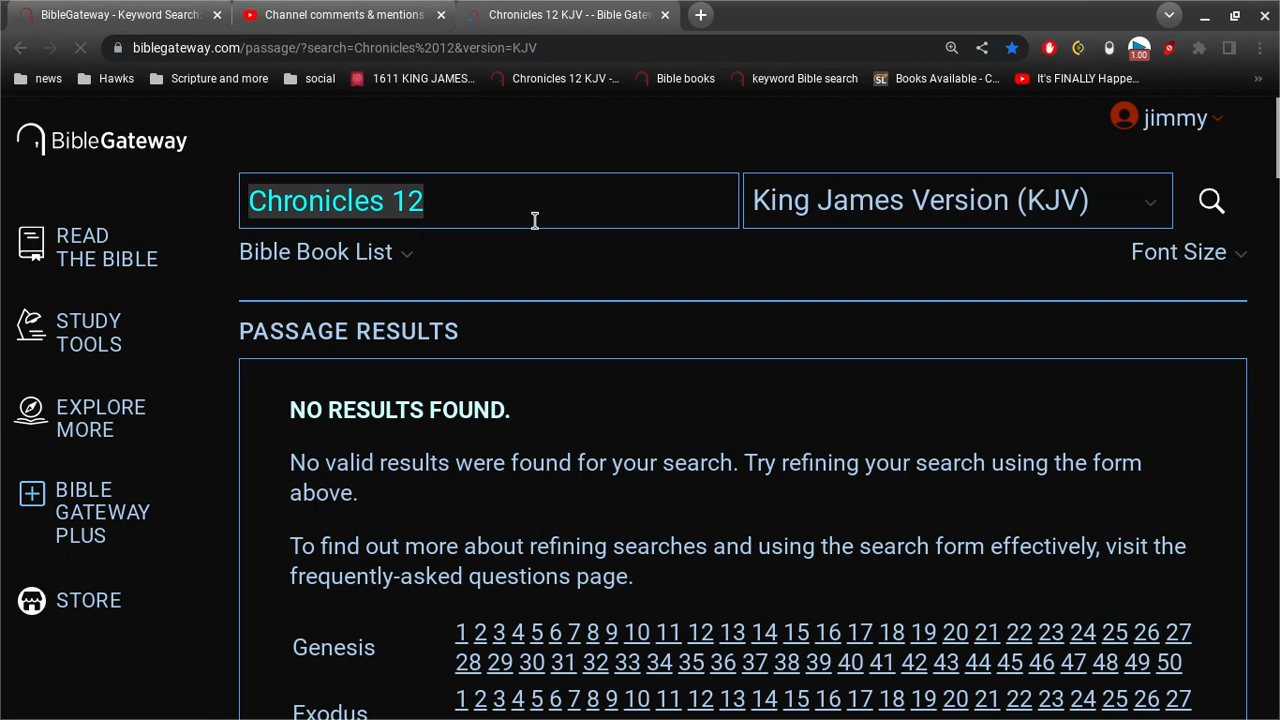 BibleGateway - Keyword Search:
Channel comments & mentions
Chronicles 12 KJV - - Bible Gatew
biblegateway.com/passage/?search=Chronicles%2012&version=KJV
1.00
news
Hawks
Scripture and more
social
1611 KING JAMES...
Chronicles 12 KJV -...
Bible books
keyword Bible search
SL
Books Available - C...
It's FINALLY Happe...
»
BibleGateway
jimmy
Chronicles 12
King James Version (KJV)
Bible Book List
Font Size
READ
THE BIBLE
STUDY
TOOLS
EXPLORE
MORE
BIBLE
GATEWAY
PLUS
STORE
PASSAGE RESULTS
NO RESULTS FOUND.
No valid results were found for your search. Try refining your search using the form
above.
To find out more about refining searches and using the search form effectively, visit the
frequently-asked questions page.
Genesis
1 2 3 4 5 6 7 8 9 10 11 12 13 14 15 16 17 18 19 20 21 22 23 24 25 26 27
28 29 30 31 32 33 34 35 36 37 38 39 40 41 42 43 44 45 46 47 48 49 50
Exodus
1 2 3 4 5 6 7 8 9 10 11 12 13 14 15 16 17 18 19 20 21 22 23 24 25 26 27